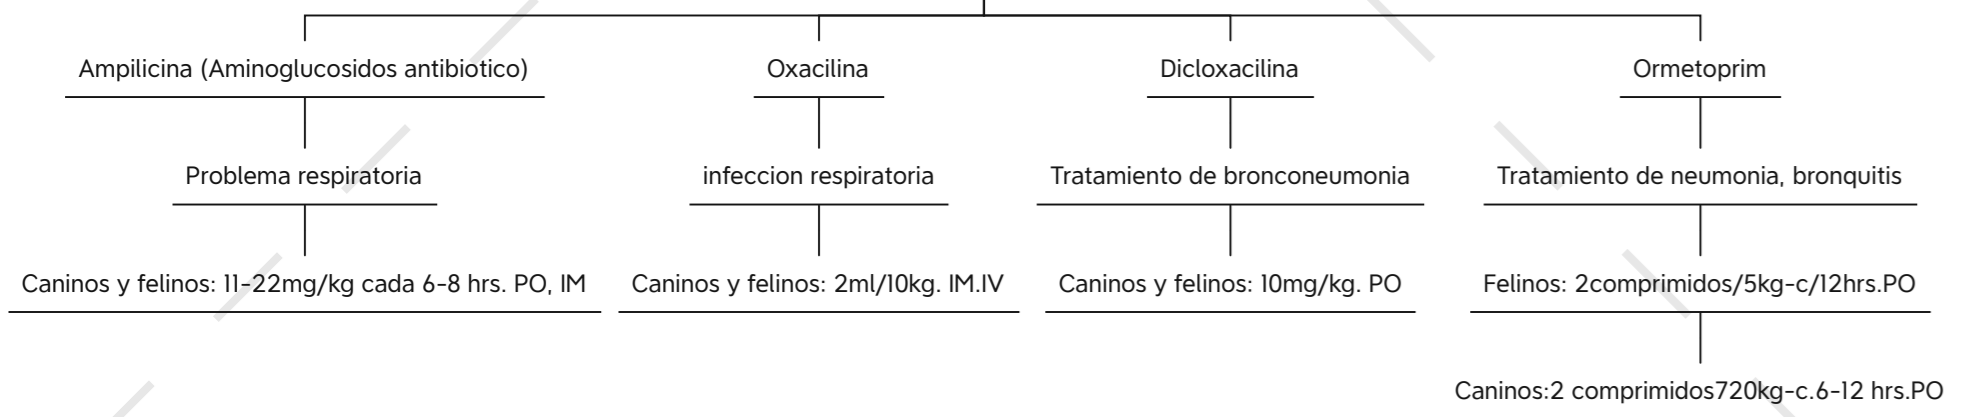 Ampilicina (Aminoglucosidos antibiotico)
Oxacilina
Dicloxacilina
Ormetoprim
Problema respiratoria
infeccion respiratoria
Tratamiento de bronconeumonia
Tratamiento de neumonia, bronquitis
Caninos y felinos: 11-22mg/kg cada 6-8 hrs. PO, IM
Caninos y felinos: 2ml/10kg. IM.IV
Caninos y felinos: 10mg/kg. PO
Felinos: 2comprimidos/5kg-c/12hrs.PO
Caninos:2 comprimidos720kg-c.6-12 hrs.PO